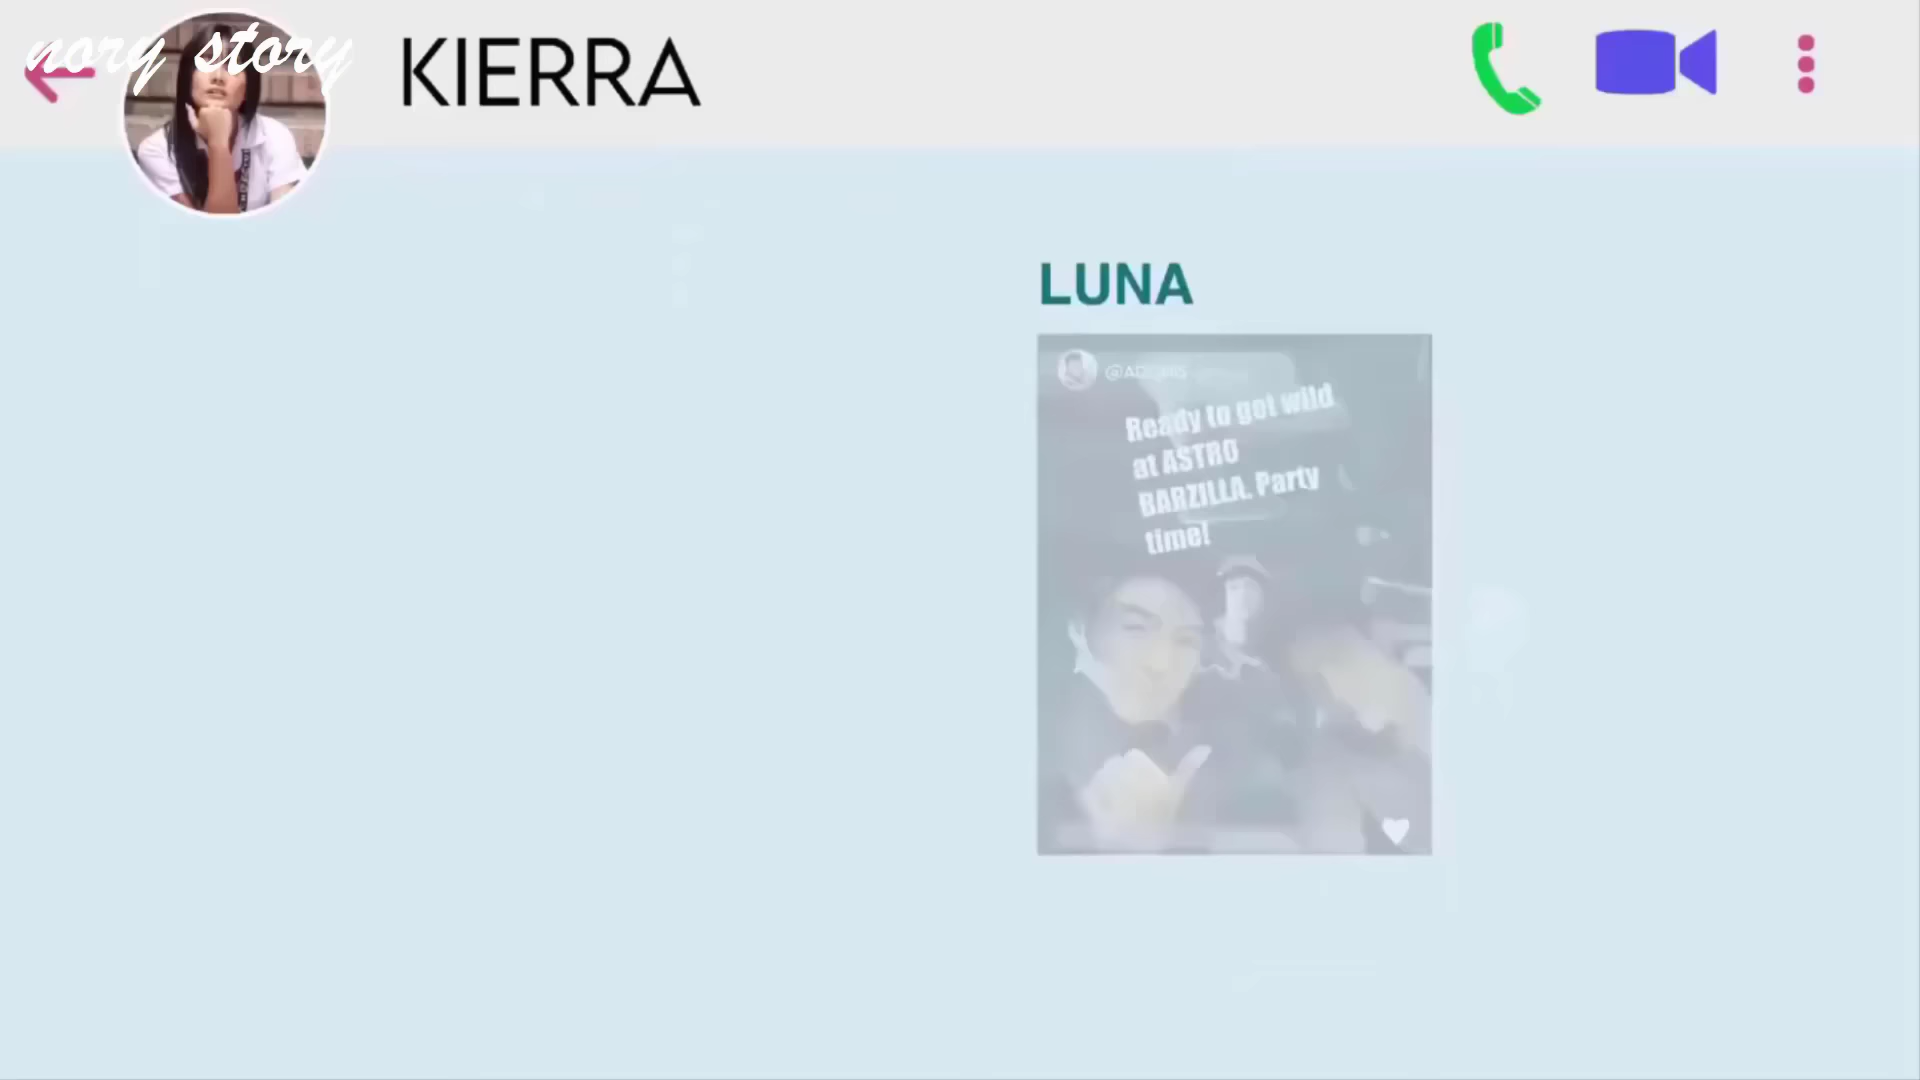 nory story
KIERRA
LUNA
Ready to get wild
at ASTRO
BARZILLA. Party
time!